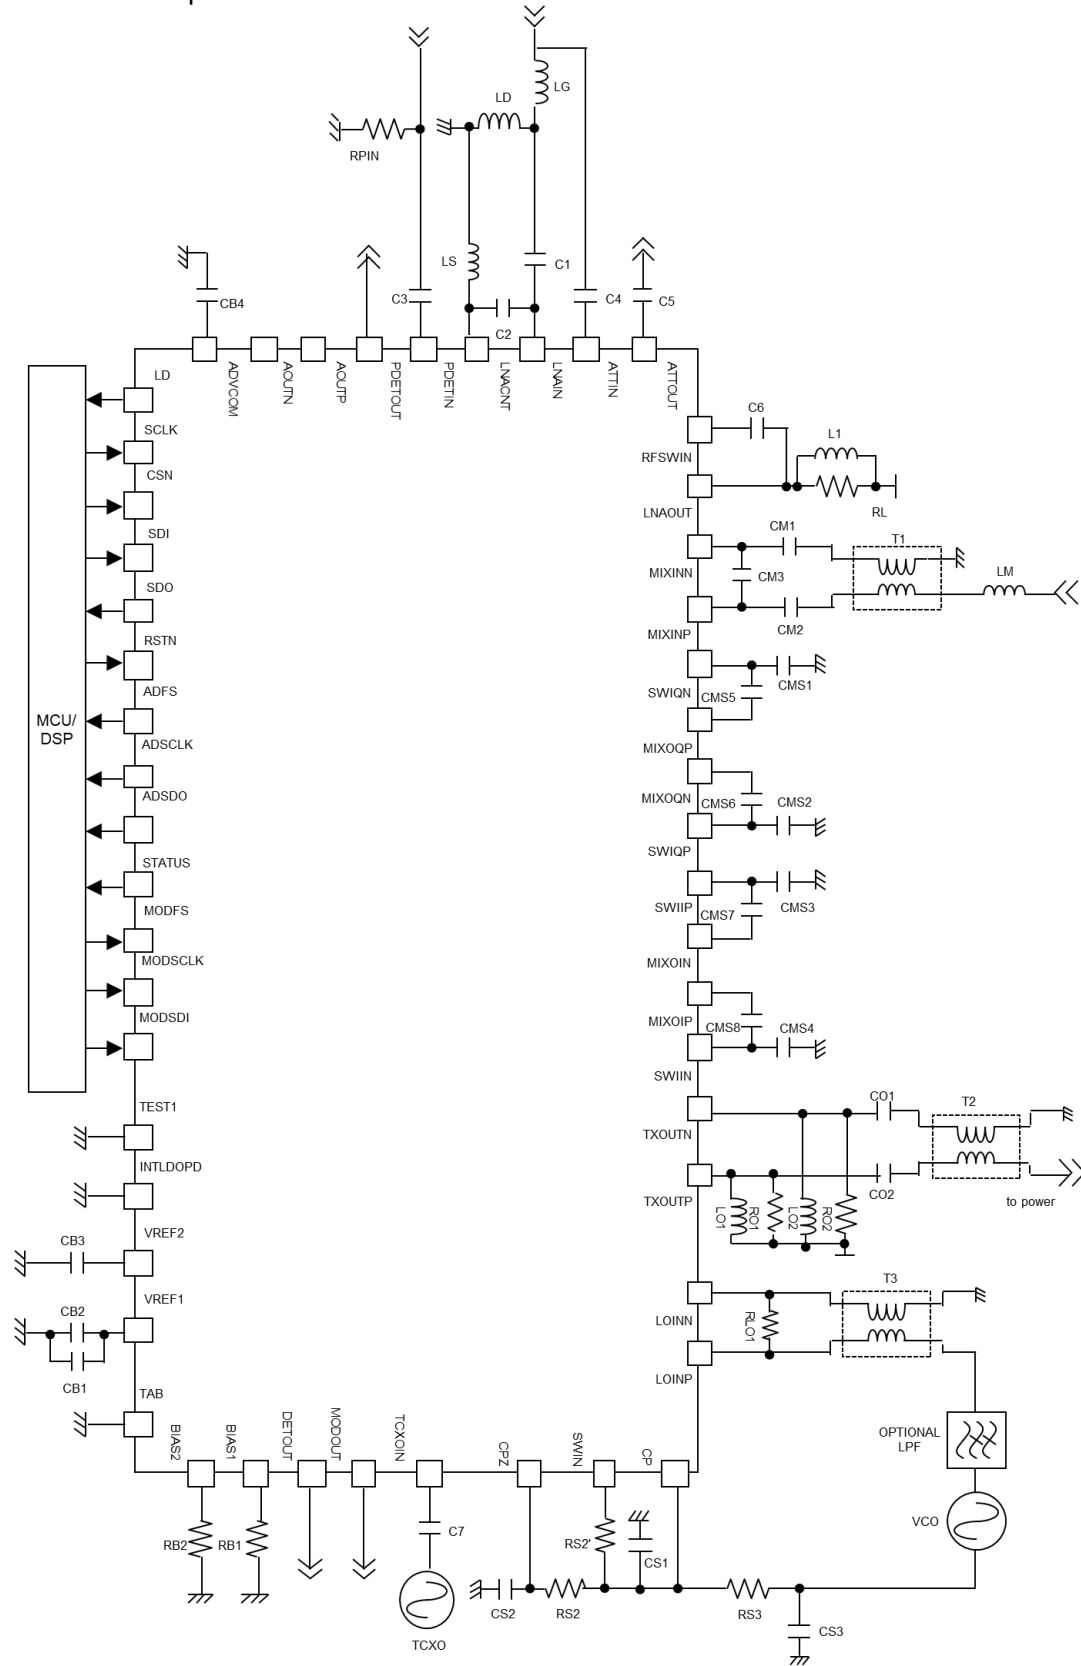 LG
LD
RPIN
LS
C1
CB4
C3
C4
C5
C2
ADVCOM
AOUTN
AOUTP
PDETOUT
PDETIN
LNACNT
LNAIN
ATTIN
ATTOUT
LD
SCLK
CSN
SDI
SDO
RSTN
ADFS
MCU/
DSP
ADSCLK
ADSDO
STATUS
MODFS
MODSCLK
MODSDI
TEST1
INTLDOPD
VREF2
CB3
VREF1
CB2
CB1
TAB
C6
RFSWIN
L1
RL
LNAOUT
CM1
T1
MIXINN
CM3
LM
CM2
MIXINP
SWIQN
CMS5
CMS1
MIXOQP
MIXOQN
CMS6
CMS2
SWIQP
SWIIP
CMS7
CMS3
MIXOIN
MIXOIP
CMS8
CMS4
SWIIN
CO1
T2
TXOUTN
CO2
TXOUTP
to power
LO1
RO1
LO2
RO2
T3
LOINN
RLO1
LOINP
OPTIONAL
LPF
VCO
BIAS2
BIAS1
DETOUT
MODOUT
TCXOIN
CPZ
SWIN
CP
RB2
RB1
C7
RS2'
CS1
CS2
RS2
RS3
CS3
TCXO